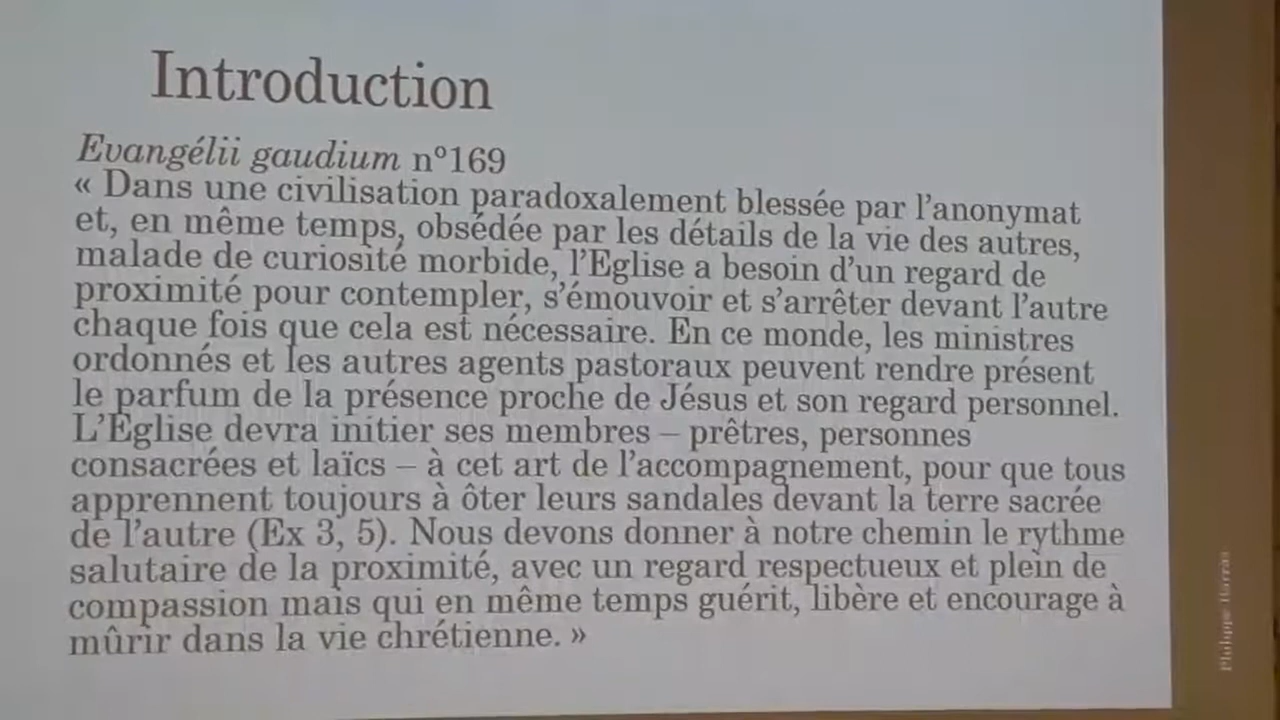 Introduction
Evangélii gaudium n°169
« Dans une civilisation paradoxalement blessée par l’anonymat
et, en même temps, obsédée par les détails de la vie des autres,
malade de curiosité morbide, l’Eglise a besoin d’un regard de
proximité pour contempler, s’émouvoir et s’arrêter devant l’autre
chaque fois que cela est nécessaire. En ce monde, les ministres
ordonnés et les autres agents pastoraux peuvent rendre présent
le parfum de la présence proche de Jésus et son regard personnel.
L’Église devra initier ses membres – prêtres, personnes
consacrées et laïcs – à cet art de l’accompagnement, pour que tous
apprennent toujours à ôter leurs sandales devant la terre sacrée
de l’autre (Ex 3, 5). Nous devons donner à notre chemin le rythme
salutaire de la proximité, avec un regard respectueux et plein de
compassion mais qui en même temps guérit, libère et encourage à
mûrir dans la vie chrétienne. »
Philippe